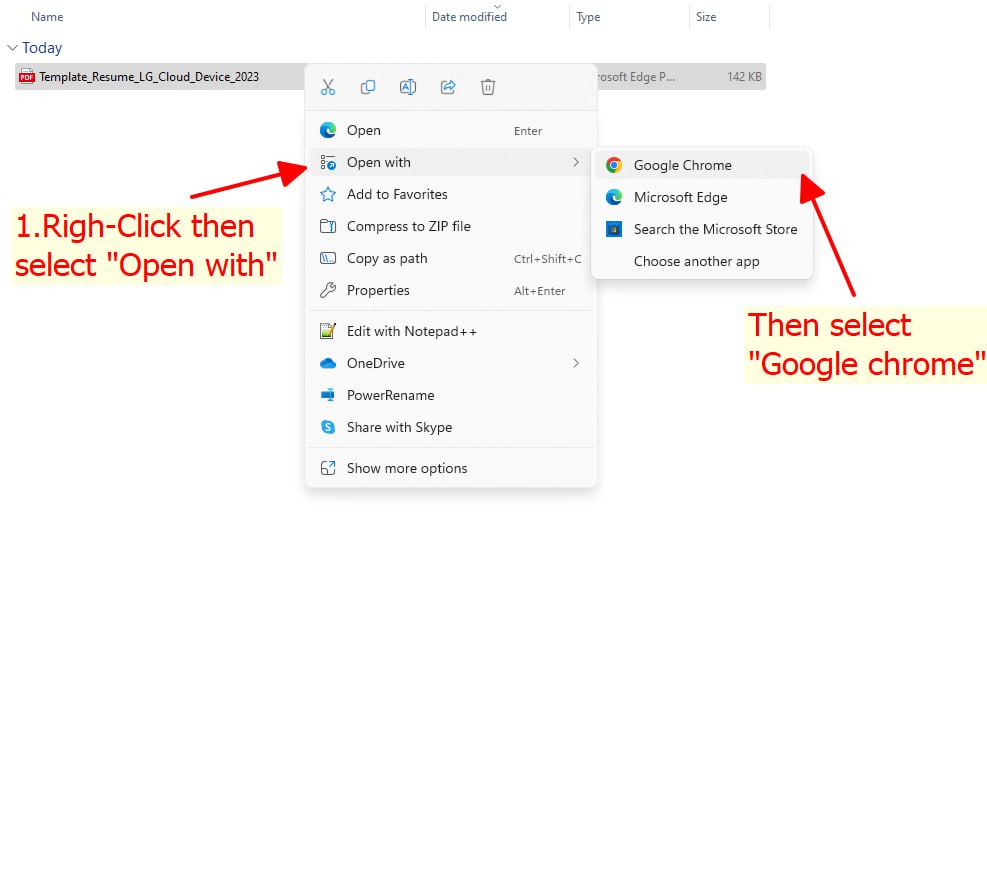 Name Date modified Type Size
Today
Template_Resume_LG_Cloud_Device_2023 rosoft Edge P... 142 KB
Open Enter
Open with
Google Chrome
Add to Favorites
Microsoft Edge
1.Righ-Click then
select "Open with"
Compress to ZIP file
Search the Microsoft Store
Copy as path Ctrl+Shift+C
Choose another app
Properties Alt+Enter
Then select
"Google chrome"
Edit with Notepad++
OneDrive
PowerRename
Share with Skype
Show more options